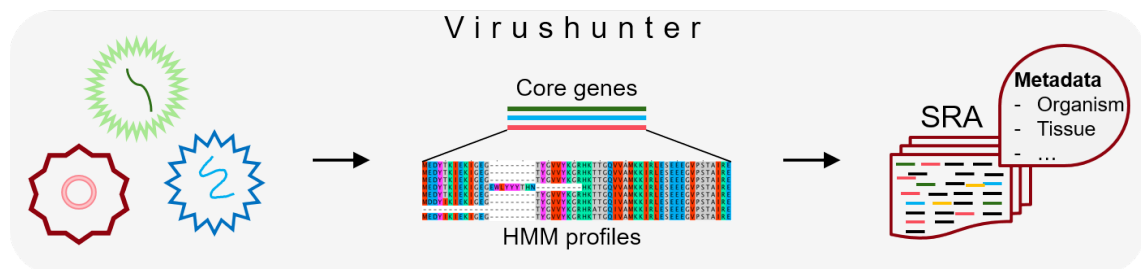 Virushunter
Core genes
HMM profiles
SRA
Metadata
- Organism
- Tissue
- ...